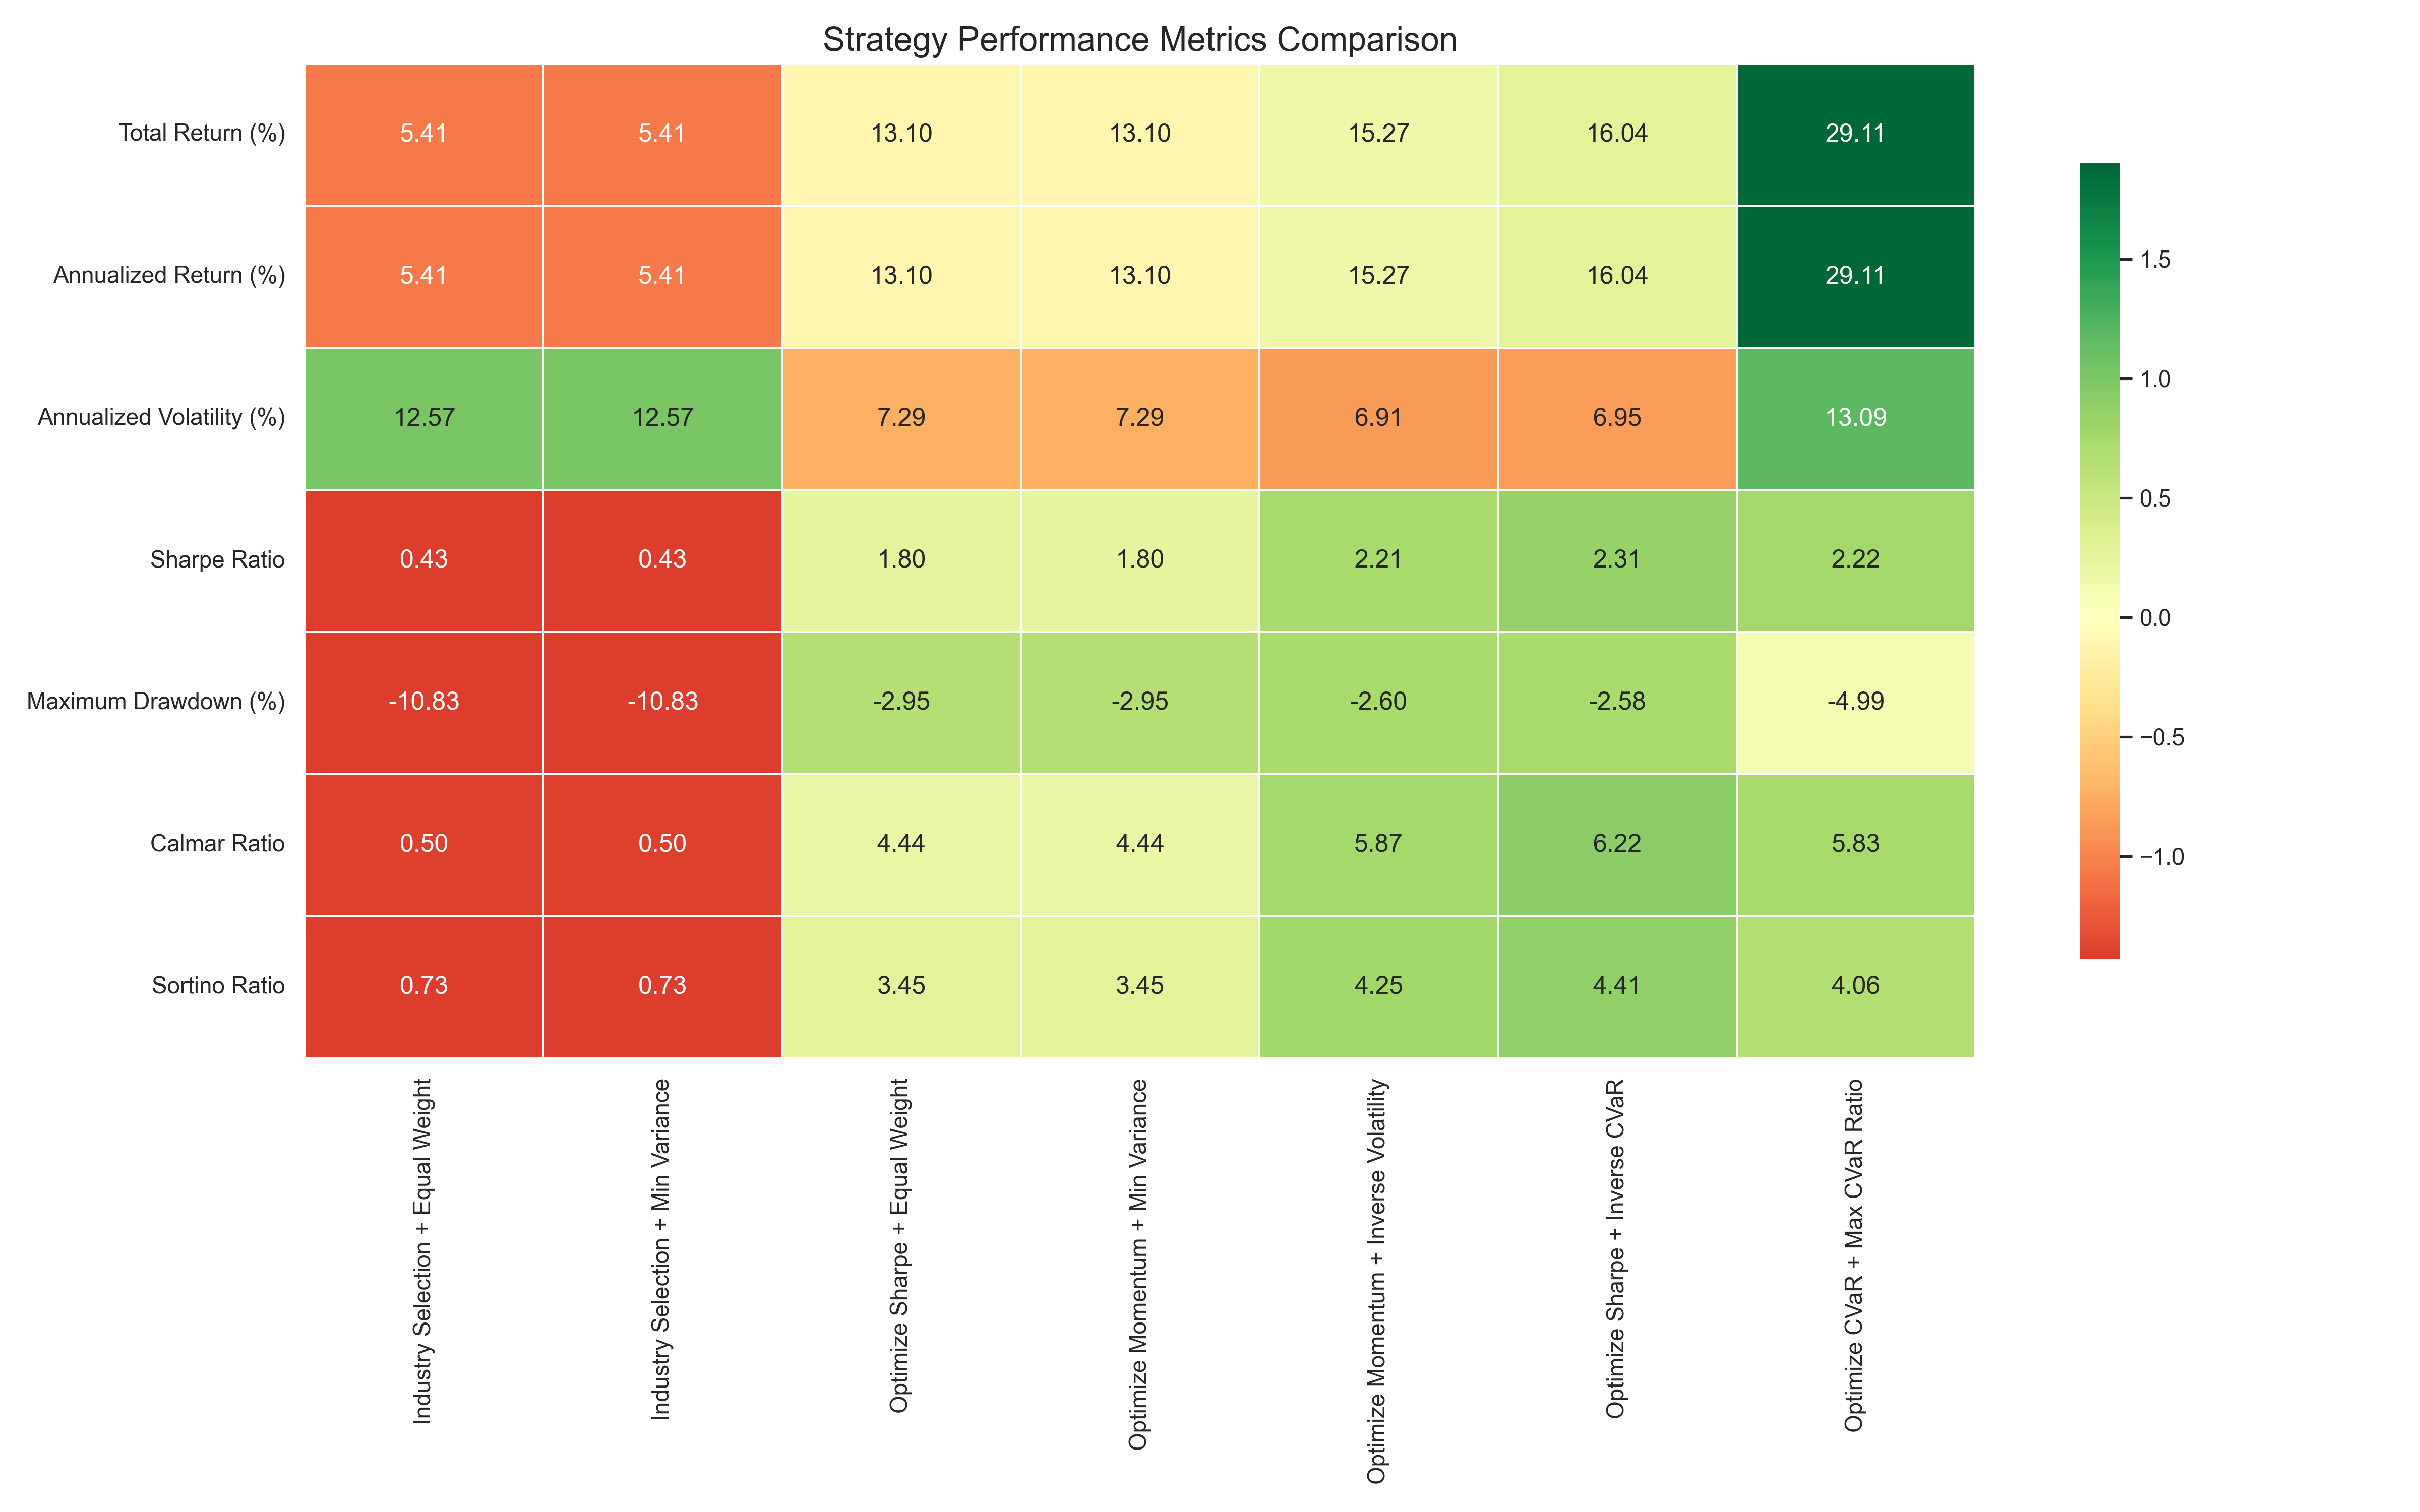 Strategy Performance Metrics Comparison
Total Return (%) 5.41 5.41 13.10 13.10 15.27 16.04 29.11
Annualized Return (%) 5.41 5.41 13.10 13.10 15.27 16.04 29.11
Annualized Volatility (%) 12.57 12.57 7.29 7.29 6.91 6.95 13.09
Sharpe Ratio 0.43 0.43 1.80 1.80 2.21 2.31 2.22
Maximum Drawdown (%) -10.83 -10.83 -2.95 -2.95 -2.60 -2.58 -4.99
Calmar Ratio 0.50 0.50 4.44 4.44 5.87 6.22 5.83
Sortino Ratio 0.73 0.73 3.45 3.45 4.25 4.41 4.06
Industry Selection + Equal Weight
Industry Selection + Min Variance
Optimize Sharpe + Equal Weight
Optimize Momentum + Min Variance
Optimize Momentum + Inverse Volatility
Optimize Sharpe + Inverse CVaR
Optimize CVaR + Max CVaR Ratio
1.5
1.0
0.5
0.0
−0.5
−1.0